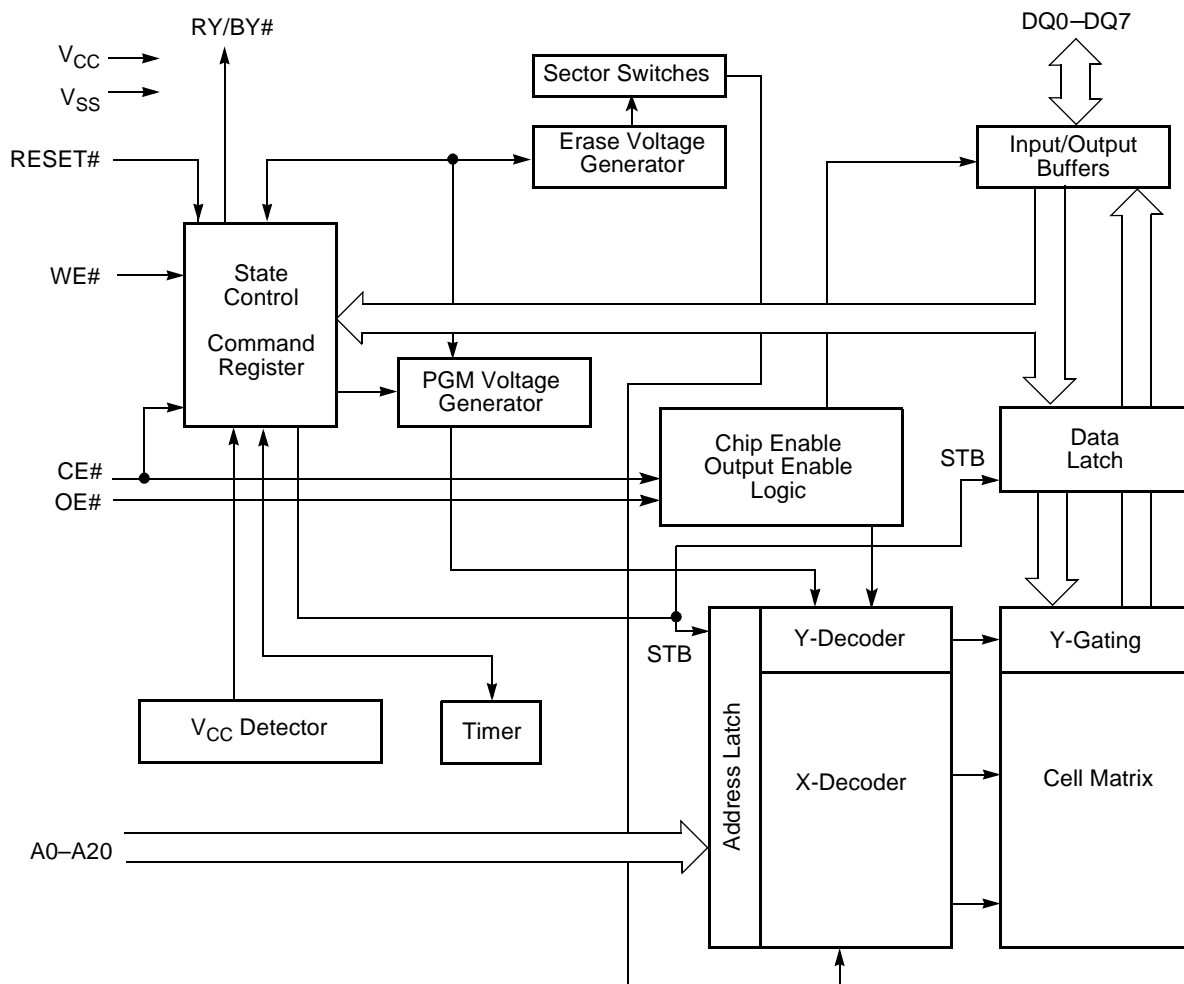 RY/BY#
DQ0–DQ7
VCC
VSS
Sector Switches
Erase Voltage
Generator
Input/Output
Buffers
RESET#
WE#
State
Control
Command
Register
PGM Voltage
Generator
Chip Enable
Output Enable
Logic
STB
Data
Latch
CE#
OE#
STB
Y-Decoder
Y-Gating
VCC Detector
Timer
Address Latch
X-Decoder
Cell Matrix
A0–A20